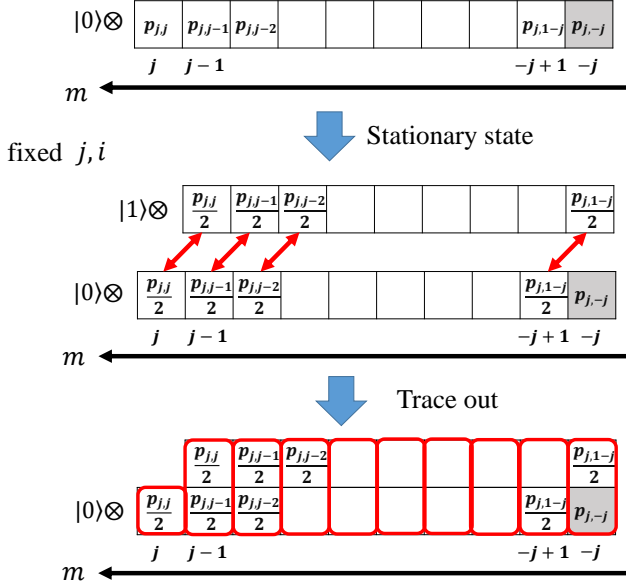 |0⟩⊗ p_{j,j} p_{j,j-1} p_{j,j-2} p_{j,1-j} p_{j,-j}
j j − 1 −j + 1 −j
m
Stationary state
fixed j, i
|1⟩⊗ p_{j,j}/2 p_{j,j-1}/2 p_{j,j-2}/2 p_{j,1-j}/2
|0⟩⊗ p_{j,j}/2 p_{j,j-1}/2 p_{j,j-2}/2 p_{j,1-j}/2 p_{j,-j}
j j − 1 −j + 1 −j
m
Trace out
p_{j,j}/2 p_{j,j-1}/2 p_{j,j-2}/2 p_{j,1-j}/2
|0⟩⊗ p_{j,j}/2 p_{j,j-1}/2 p_{j,j-2}/2 p_{j,1-j}/2 p_{j,-j}
j j − 1 −j + 1 −j
m